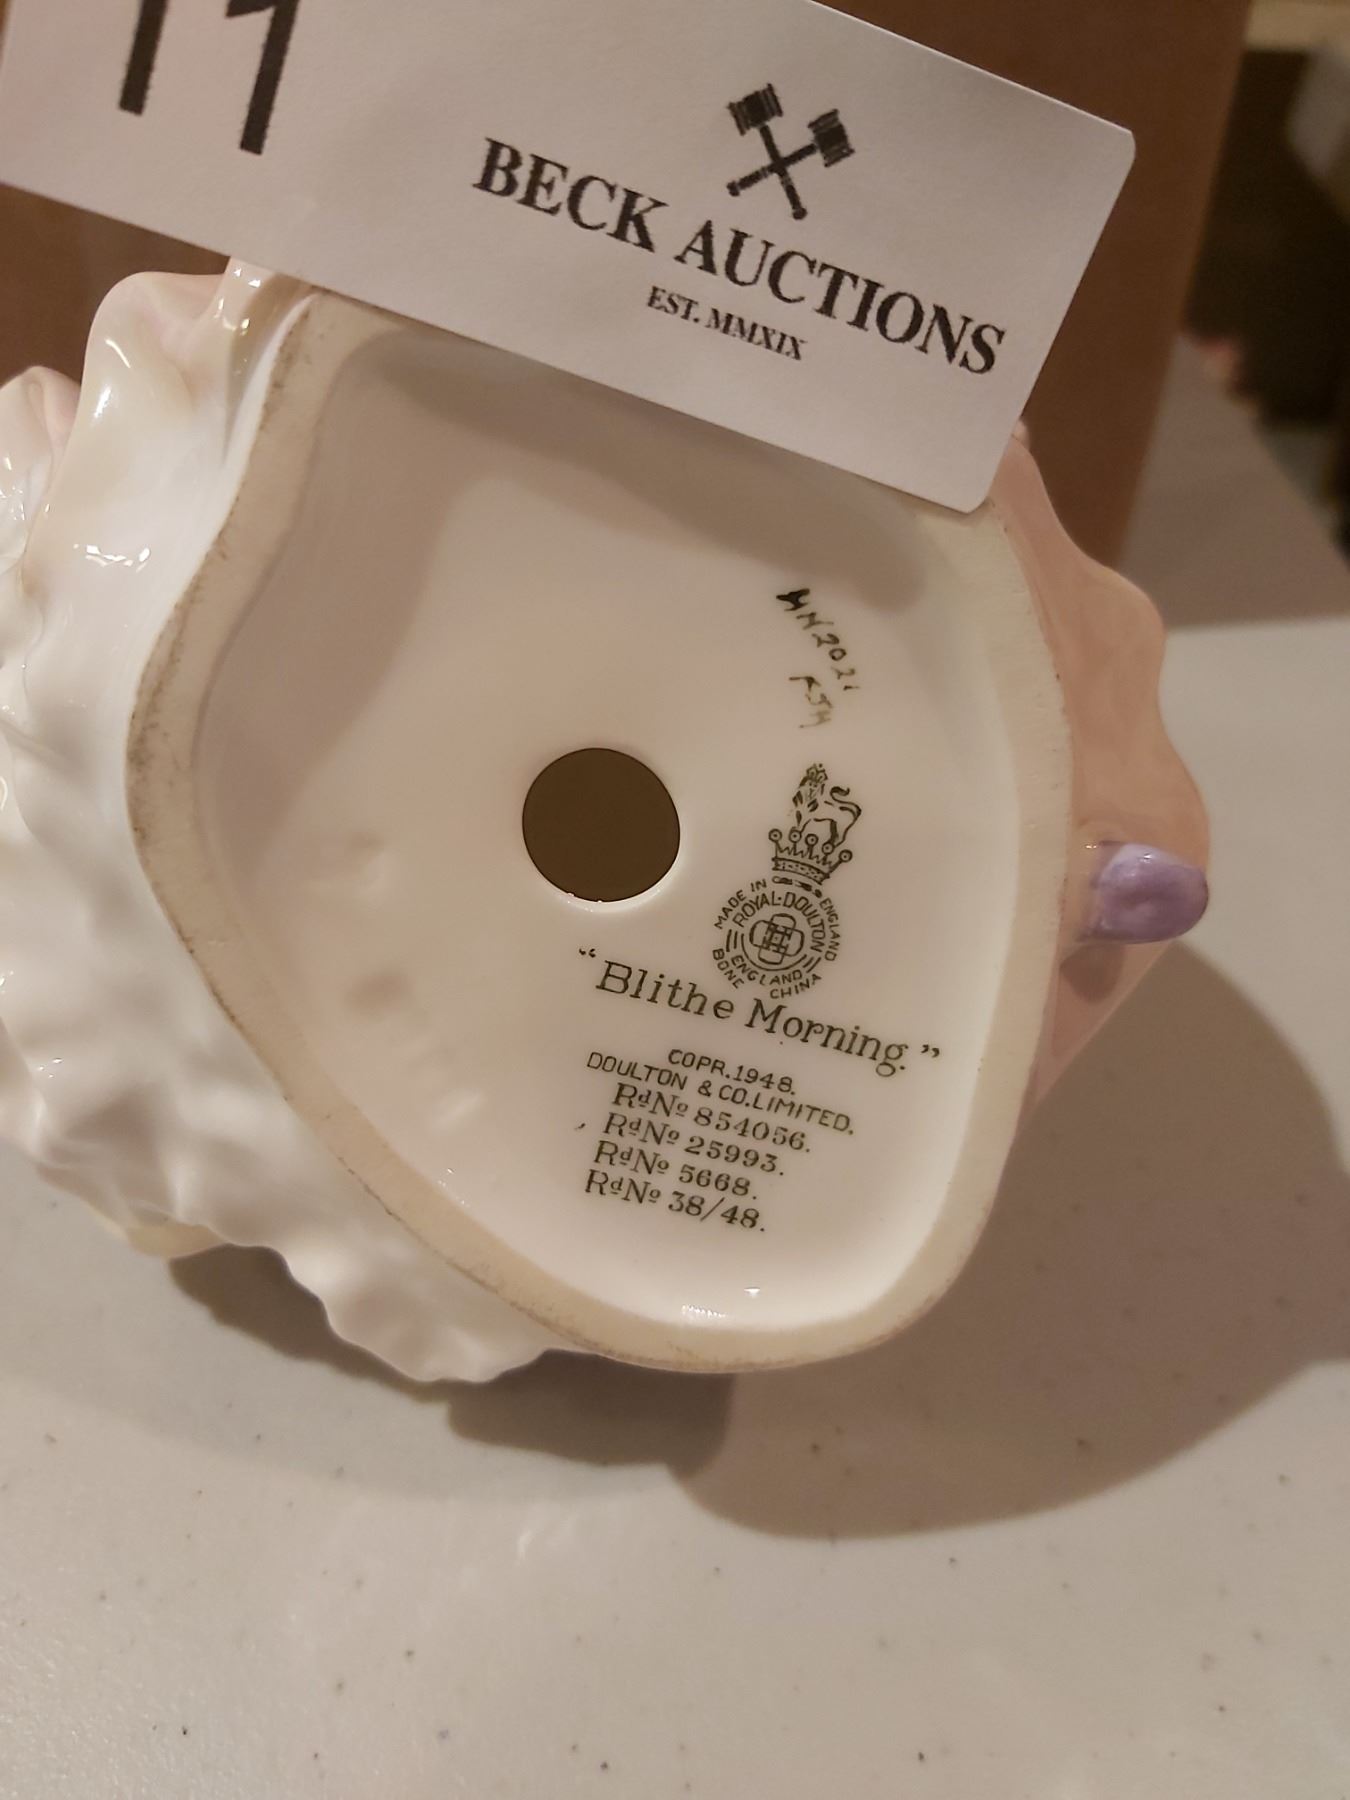 11
BECK AUCTIONS
EST. MMXIX
HN2021
MADE IN ENGLAND
ROYAL·DOULTON
ENGLAND
BONE CHINA
"Blithe Morning."
COPR.1948.
DOULTON & CO.LIMITED.
RdNo 854056.
RdNo 25993.
RdNo 5668.
RdNo 38/48.